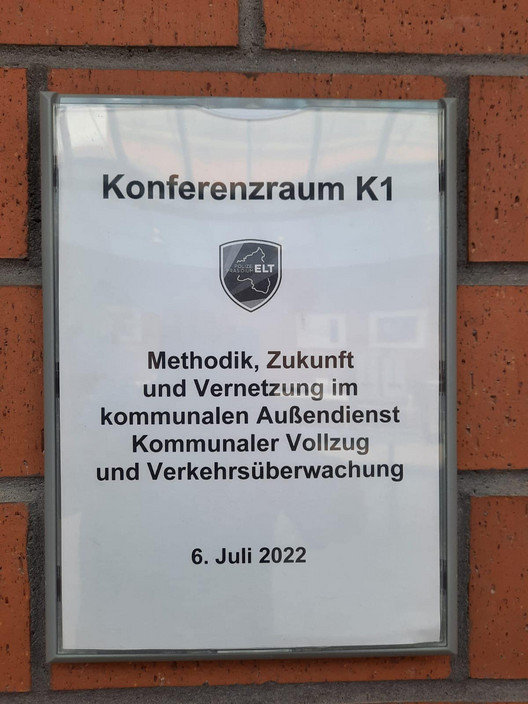 Konferenzraum K1
ELT
Methodik, Zukunft
und Vernetzung im
kommunalen Außendienst
Kommunaler Vollzug
und Verkehrsüberwachung
6. Juli 2022